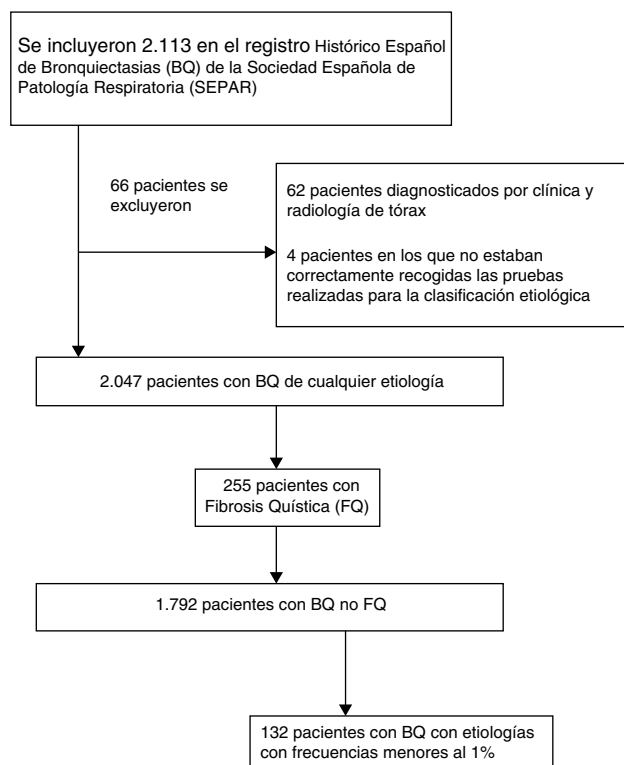 Se incluyeron 2.113 en el registro Histórico Español
de Bronquiectasias (BQ) de la Sociedad Española de
Patología Respiratoria (SEPAR)
66 pacientes se
excluyeron
62 pacientes diagnosticados por clínica y
radiología de tórax
4 pacientes en los que no estaban
correctamente recogidas las pruebas
realizadas para la clasificación etiológica
2.047 pacientes con BQ de cualquier etiología
255 pacientes con
Fibrosis Quística (FQ)
1.792 pacientes con BQ no FQ
132 pacientes con BQ con etiologías
con frecuencias menores al 1%